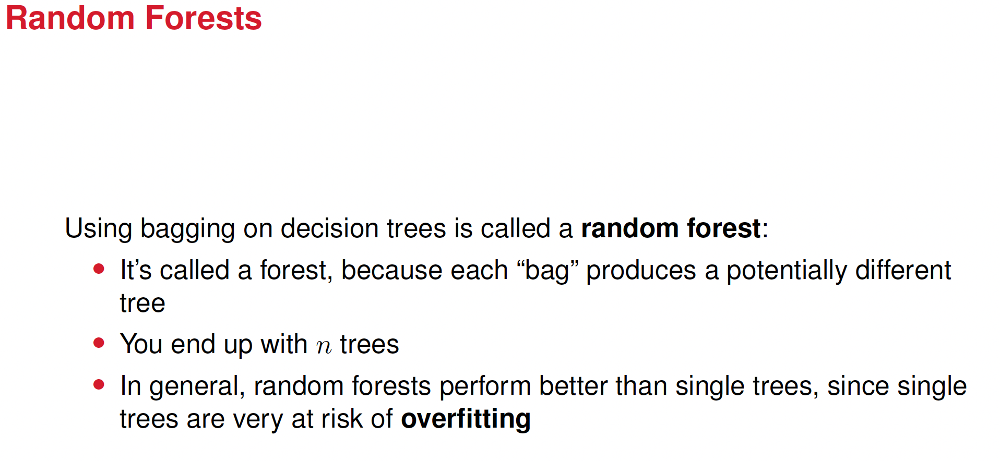 Random Forests
Using bagging on decision trees is called a random forest:
• It’s called a forest, because each “bag” produces a potentially different
tree
• You end up with n trees
• In general, random forests perform better than single trees, since single
trees are very at risk of overfitting